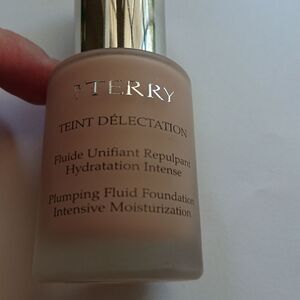 BY TERRY
TEINT DÉLECTATION
Fluide Unifiant Repulpant
Hydratation Intense
Plumping Fluid Foundation
Intensive Moisturization